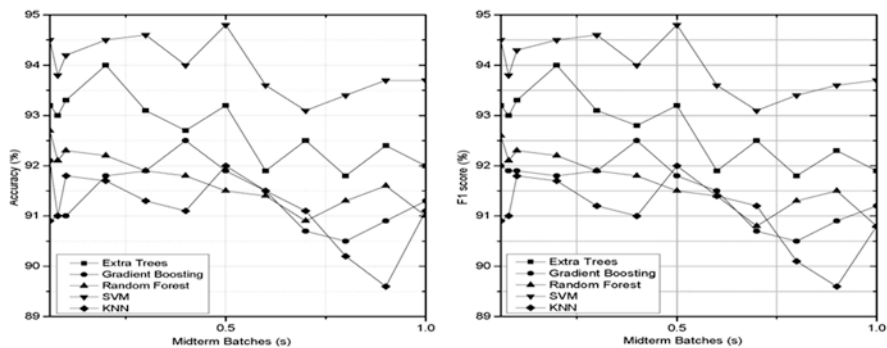 95
94
93
92
91
90
89
Accuracy (%)
Extra Trees
Gradient Boosting
Random Forest
SVM
KNN
0.5
1.0
Midterm Batches (s)
95
94
93
92
91
90
89
F1 score (%)
Extra Trees
Gradient Boosting
Random Forest
SVM
KNN
0.5
1.0
Midterm Batches (s)